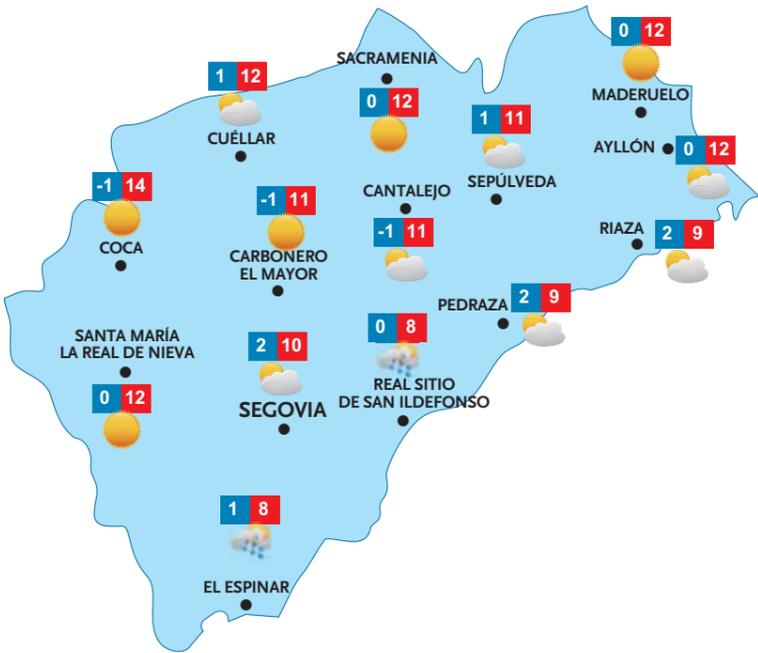 0 12
MADERUELO
SACRAMENIA
0 12
1 12
CUÉLLAR
1 11
SEPÚLVEDA
AYLLÓN
0 12
-1 14
COCA
-1 11
CARBONERO
EL MAYOR
CANTALEJO
-1 11
RIAZA
2 9
PEDRAZA
2 9
SANTA MARÍA
LA REAL DE NIEVA
0 12
2 10
SEGOVIA
0 8
REAL SITIO
DE SAN ILDEFONSO
1 8
EL ESPINAR